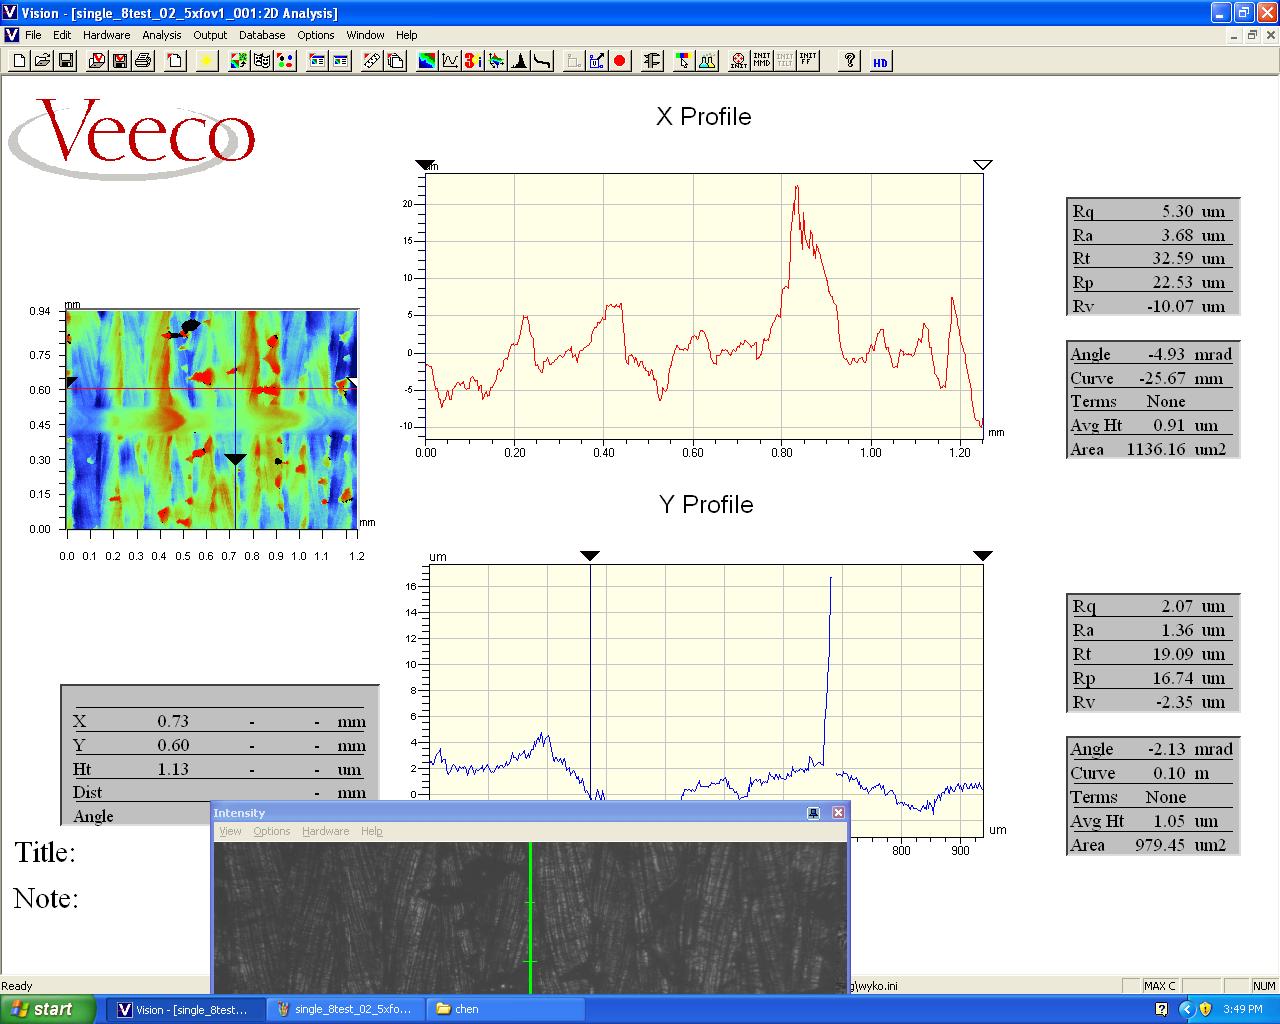 Vision - [single_8test_02_5xfov1_001:2D Analysis]
File Edit Hardware Analysis Output Database Options Window Help
INIT INIT MMD INIT TILT INIT FF ? HD
Veeco
X Profile
um
20
15
10
5
0
-5
-10
0.00 0.20 0.40 0.60 0.80 1.00 1.20
mm
Rq 5.30 um
Ra 3.68 um
Rt 32.59 um
Rp 22.53 um
Rv -10.07 um
Angle -4.93 mrad
Curve -25.67 mm
Terms None
Avg Ht 0.91 um
Area 1136.16 um2
mm
0.94
0.75
0.60
0.45
0.30
0.15
0.00
mm
0.0 0.1 0.2 0.3 0.4 0.5 0.6 0.7 0.8 0.9 1.0 1.1 1.2
Y Profile
um
16
14
12
10
8
6
4
2
0
800 900
um
Rq 2.07 um
Ra 1.36 um
Rt 19.09 um
Rp 16.74 um
Rv -2.35 um
Angle -2.13 mrad
Curve 0.10 m
Terms None
Avg Ht 1.05 um
Area 979.45 um2
X 0.73 - - mm
Y 0.60 - - mm
Ht 1.13 - - um
Dist - mm
Angle
Title:
Note:
Intensity
View Options Hardware Help
Ready
g\wyko.ini
MAX C NUM
start
Vision - [single_8test...
single_8test_02_5xfo...
chen
3:49 PM